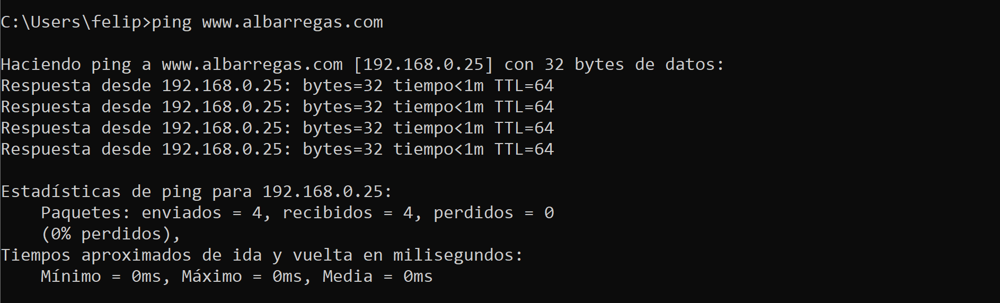 C:\Users\felip>ping www.albarregas.com
Haciendo ping a www.albarregas.com [192.168.0.25] con 32 bytes de datos:
Respuesta desde 192.168.0.25: bytes=32 tiempo<1m TTL=64
Respuesta desde 192.168.0.25: bytes=32 tiempo<1m TTL=64
Respuesta desde 192.168.0.25: bytes=32 tiempo<1m TTL=64
Respuesta desde 192.168.0.25: bytes=32 tiempo<1m TTL=64
Estadísticas de ping para 192.168.0.25:
Paquetes: enviados = 4, recibidos = 4, perdidos = 0
(0% perdidos),
Tiempos aproximados de ida y vuelta en milisegundos:
Mínimo = 0ms, Máximo = 0ms, Media = 0ms